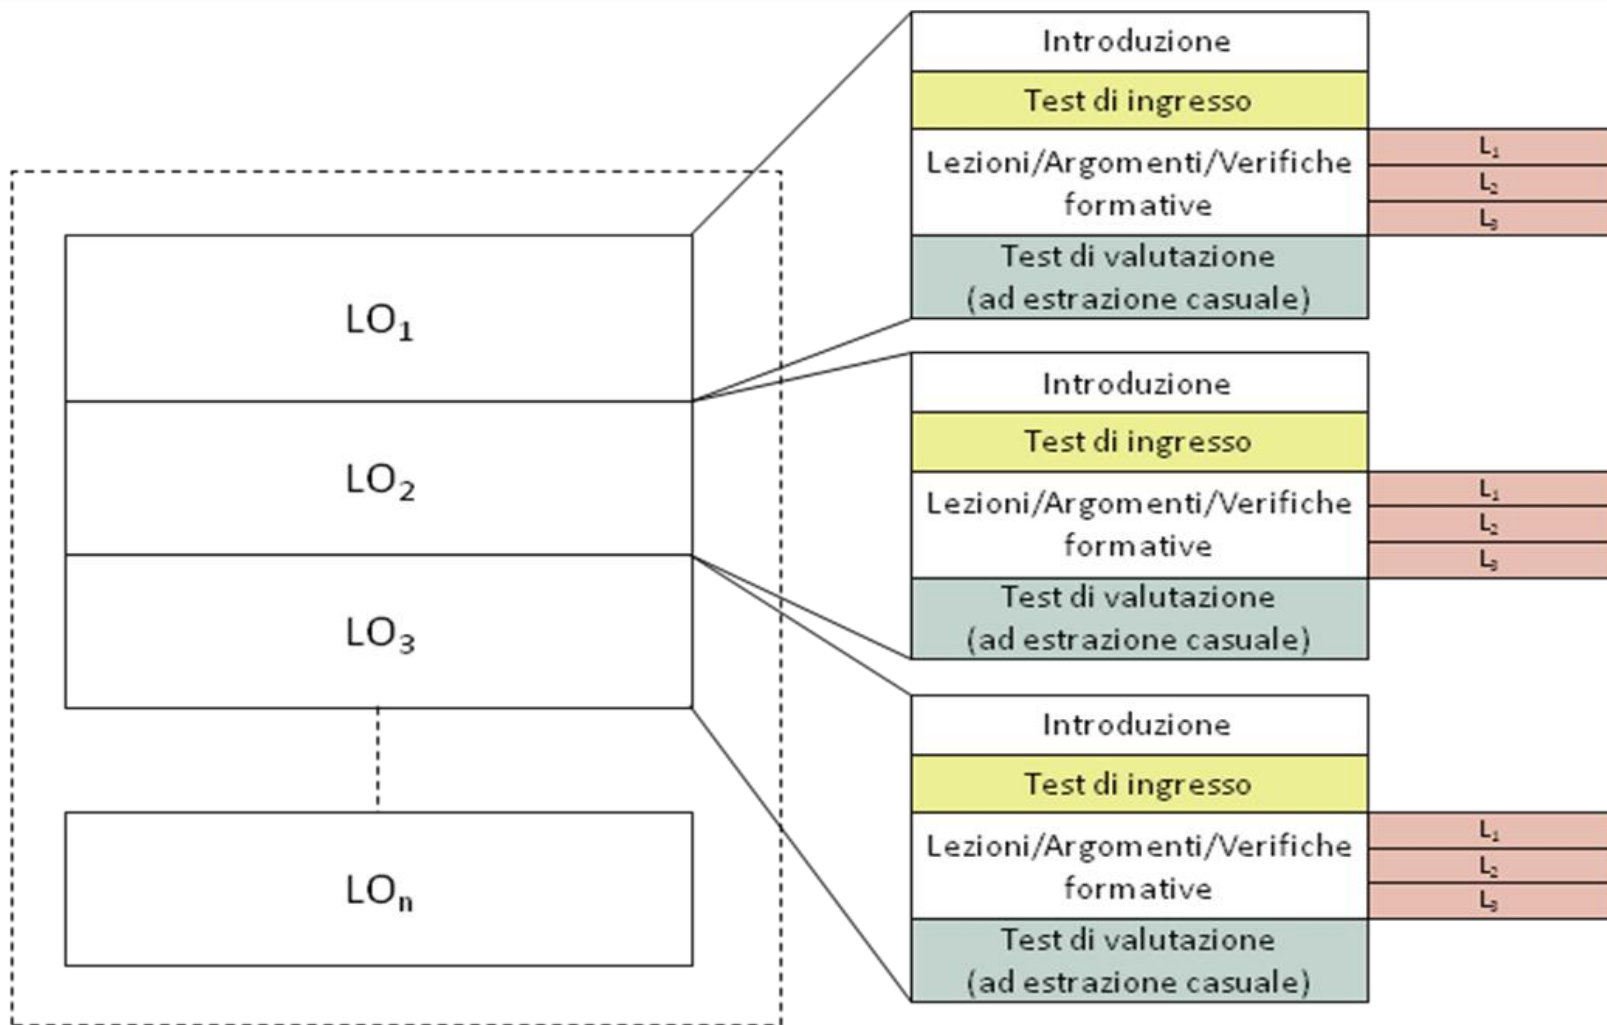 LO₁
LO₂
LO₃
LOₙ
Introduzione
Test di ingresso
Lezioni/Argomenti/Verifiche
formative
L₁
L₂
L₃
Test di valutazione
(ad estrazione casuale)
Introduzione
Test di ingresso
Lezioni/Argomenti/Verifiche
formative
L₁
L₂
L₃
Test di valutazione
(ad estrazione casuale)
Introduzione
Test di ingresso
Lezioni/Argomenti/Verifiche
formative
L₁
L₂
L₃
Test di valutazione
(ad estrazione casuale)